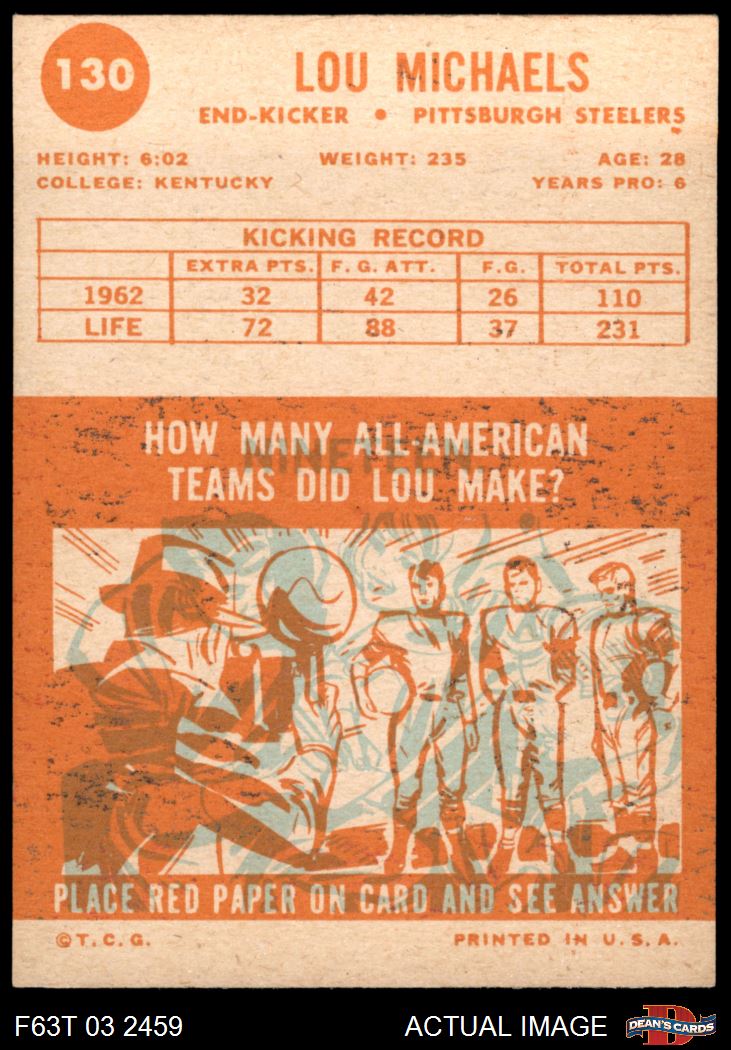 130
LOU MICHAELS
END-KICKER • PITTSBURGH STEELERS
HEIGHT: 6:02 WEIGHT: 235 AGE: 28
COLLEGE: KENTUCKY YEARS PRO: 6
KICKING RECORD
EXTRA PTS. F. G. ATT. F.G. TOTAL PTS.
1962 32 42 26 110
LIFE 72 88 37 231
HOW MANY ALL-AMERICAN
NINETEEN
TEAMS DID LOU MAKE?
PLACE RED PAPER ON CARD AND SEE ANSWER
©T.C.G. PRINTED IN U.S.A.
F63T 03 2459 ACTUAL IMAGE
D
DEAN'S CARDS